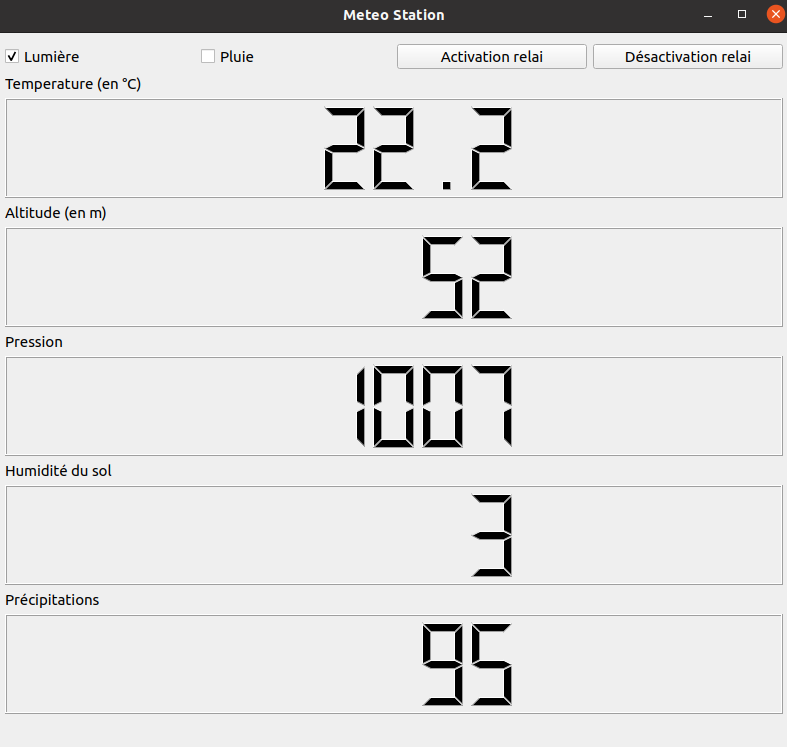 Meteo Station
Lumière Pluie Activation relai Désactivation relai
Temperature (en °C)
22.2
Altitude (en m)
52
Pression
1007
Humidité du sol
3
Précipitations
95